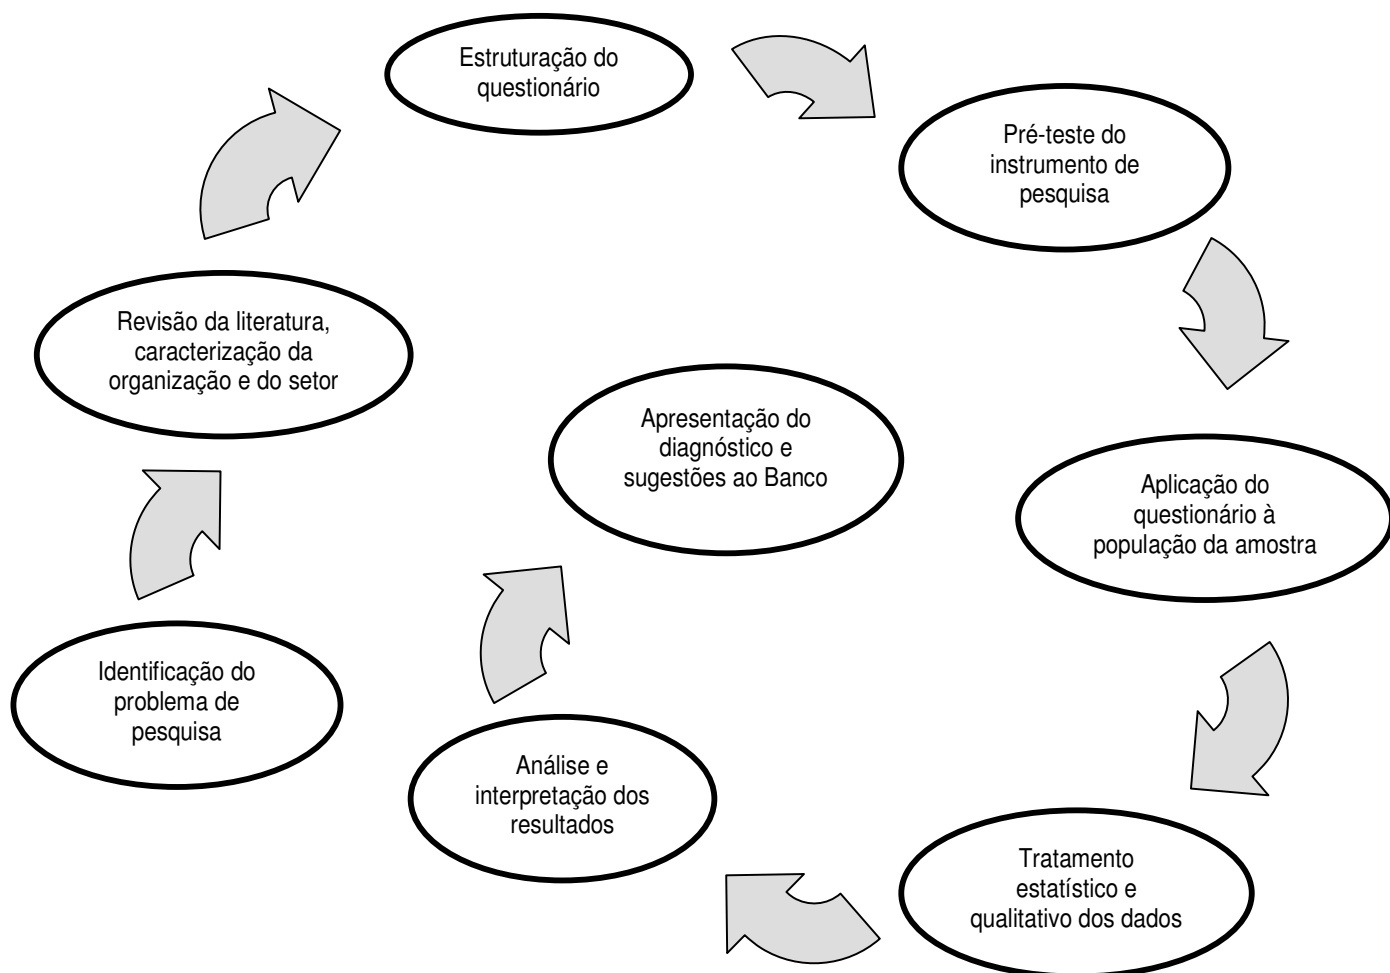 Estruturação do
questionário
Pré-teste do
instrumento de
pesquisa
Revisão da literatura,
caracterização da
organização e do setor
Apresentação do
diagnóstico e
sugestões ao Banco
Aplicação do
questionário à
população da amostra
Identificação do
problema de
pesquisa
Análise e
interpretação dos
resultados
Tratamento
estatístico e
qualitativo dos dados